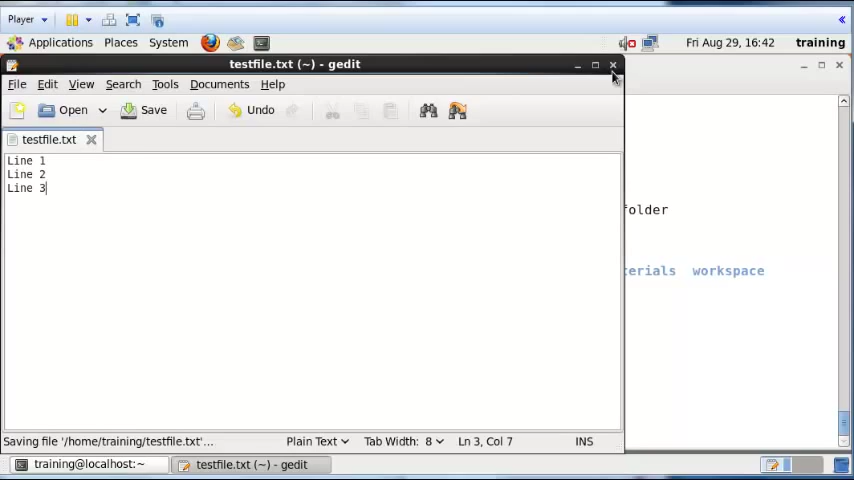 Player
«
Applications Places System Fri Aug 29, 16:42 training
testfile.txt (~) - gedit
File Edit View Search Tools Documents Help
Open Save Undo
testfile.txt
Line 1
Line 2
Line 3
folder
terials workspace
Saving file '/home/training/testfile.txt'... Plain Text Tab Width: 8 Ln 3, Col 7 INS
training@localhost:~ testfile.txt (~) - gedit